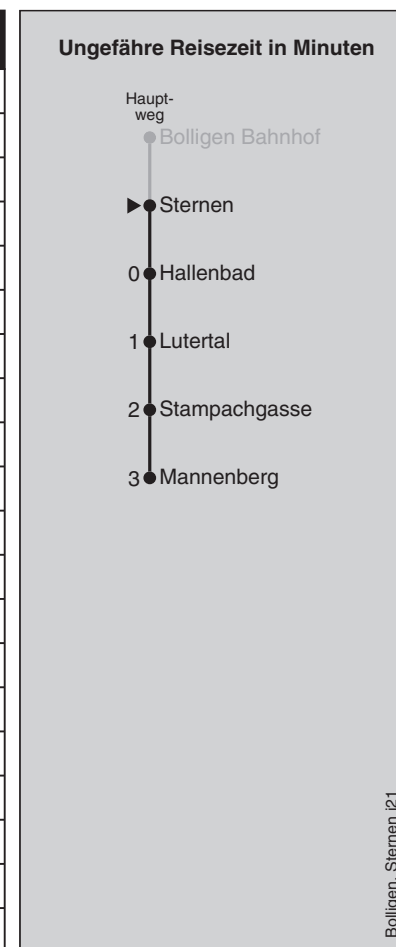 Ungefähre Reisezeit in Minuten
Haupt-
weg
Bolligen Bahnhof
Sternen
0 Hallenbad
1 Lutertal
2 Stampachgasse
3 Mannenberg
Bolligen, Sternen j21